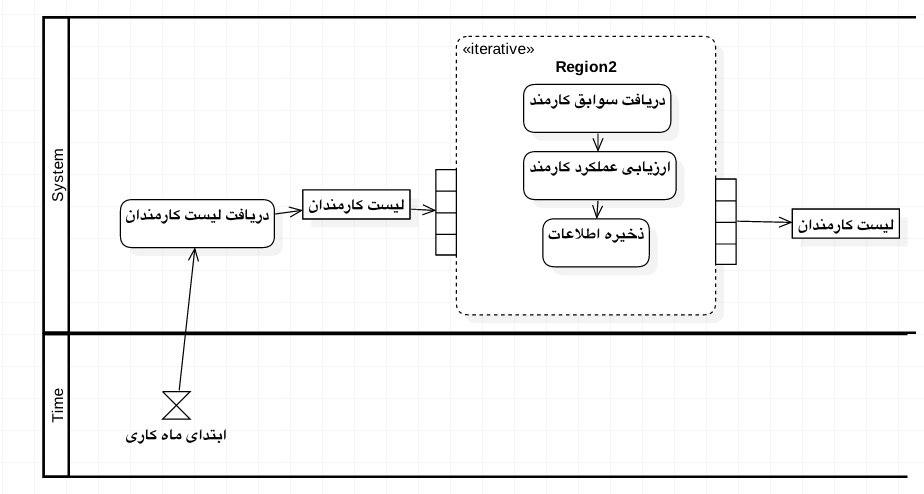 System
«iterative»
Region2
دریافت سوابق کارمند
ارزیابی عملکرد کارمند
ذخیره اطلاعات
دریافت لیست کارمندان
لیست کارمندان
لیست کارمندان
Time
ابتدای ماه کاری